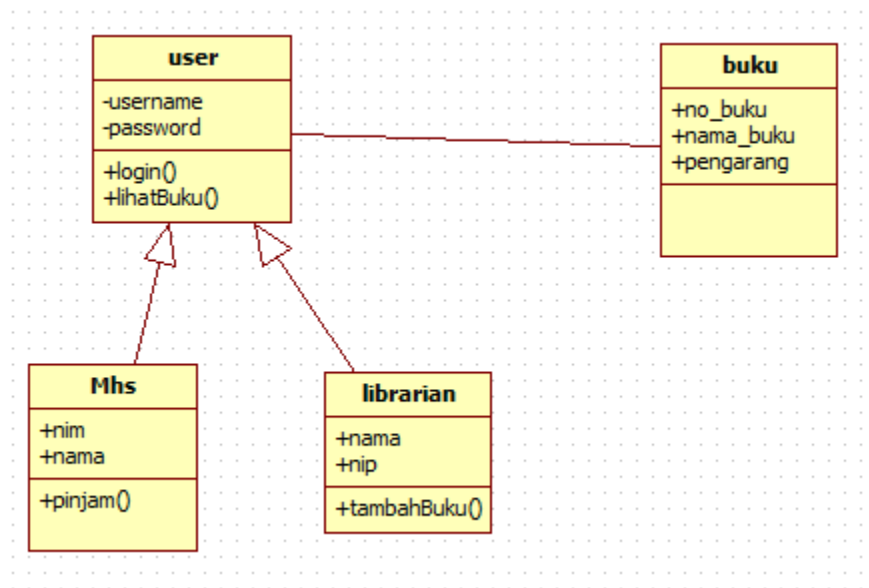 user
-username
-password
+login()
+lihatBuku()
buku
+no_buku
+nama_buku
+pengarang
Mhs
+nim
+nama
+pinjam()
librarian
+nama
+nip
+tambahBuku()